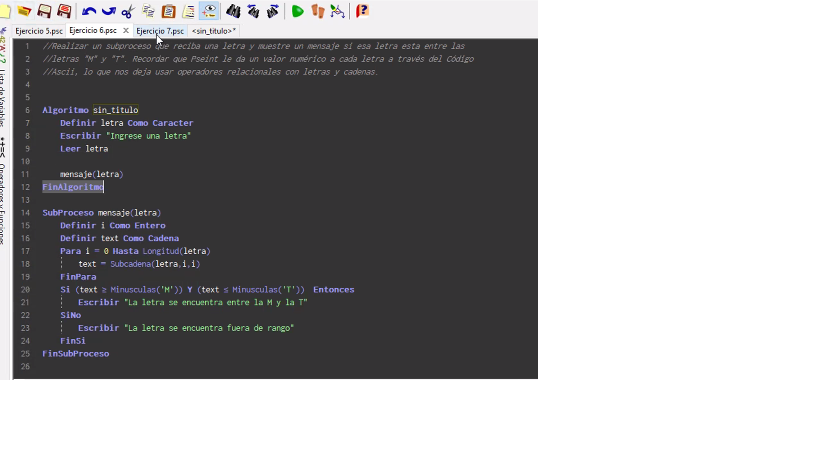 Ejercicio 5.psc Ejercicio 6.psc Ejercicio 7.psc <sin_titulo>*
Lista de Variables
Operadores y Funciones
1 //Realizar un subproceso que reciba una letra y muestre un mensaje si esa letra esta entre las
2 //letras "M" y "T". Recordar que Pseint le da un valor numérico a cada letra a través del Código
3 //Ascii, lo que nos deja usar operadores relacionales con letras y cadenas.
4
5
6 Algoritmo sin_titulo
7 Definir letra Como Caracter
8 Escribir "Ingrese una letra"
9 Leer letra
10
11 mensaje(letra)
12 FinAlgoritmo
13
14 SubProceso mensaje(letra)
15 Definir i Como Entero
16 Definir text Como Cadena
17 Para i = 0 Hasta Longitud(letra)
18 text = Subcadena(letra,i,i)
19 FinPara
20 Si (text ≥ Minusculas('M')) Y (text ≤ Minusculas('T')) Entonces
21 Escribir "La letra se encuentra entre la M y la T"
22 SiNo
23 Escribir "La letra se encuentra fuera de rango"
24 FinSi
25 FinSubProceso
26